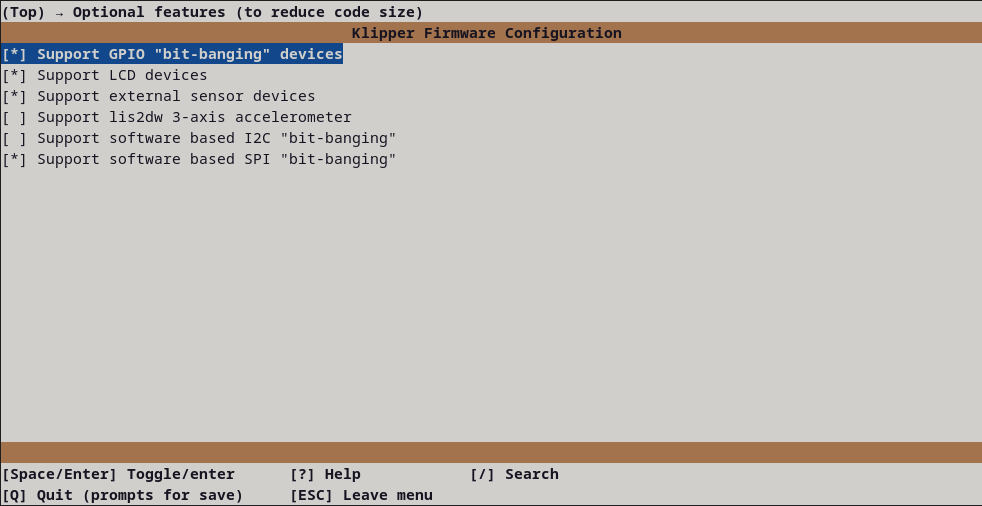 (Top) → Optional features (to reduce code size)
Klipper Firmware Configuration
[*] Support GPIO "bit-banging" devices
[*] Support LCD devices
[*] Support external sensor devices
[ ] Support lis2dw 3-axis accelerometer
[ ] Support software based I2C "bit-banging"
[*] Support software based SPI "bit-banging"
[Space/Enter] Toggle/enter [?] Help [/] Search
[Q] Quit (prompts for save) [ESC] Leave menu